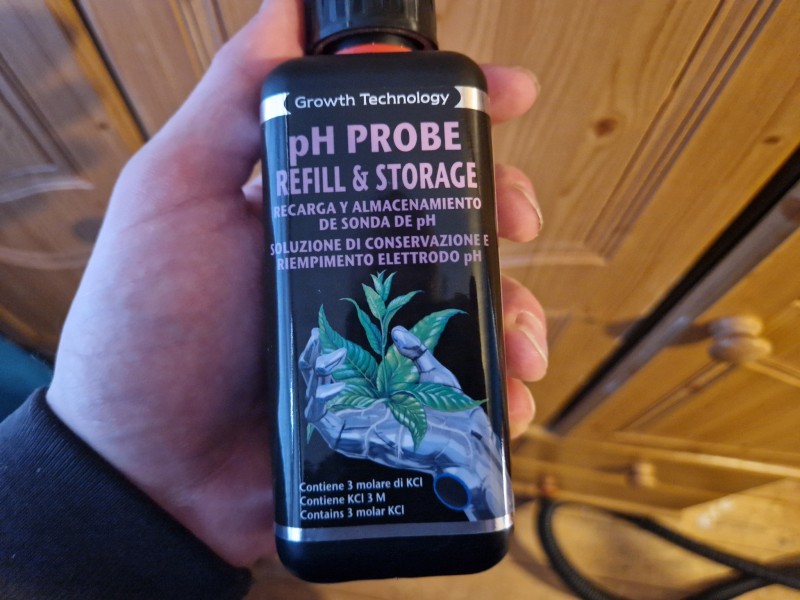 Growth Technology
pH PROBE
REFILL & STORAGE
RECARGA Y ALMACENAMIENTO
DE SONDA DE pH
SOLUZIONE DI CONSERVAZIONE E
RIEMPIMENTO ELETTRODO pH
Contiene 3 molare di KCl
Contiene KCl 3 M
Contains 3 molar KCl